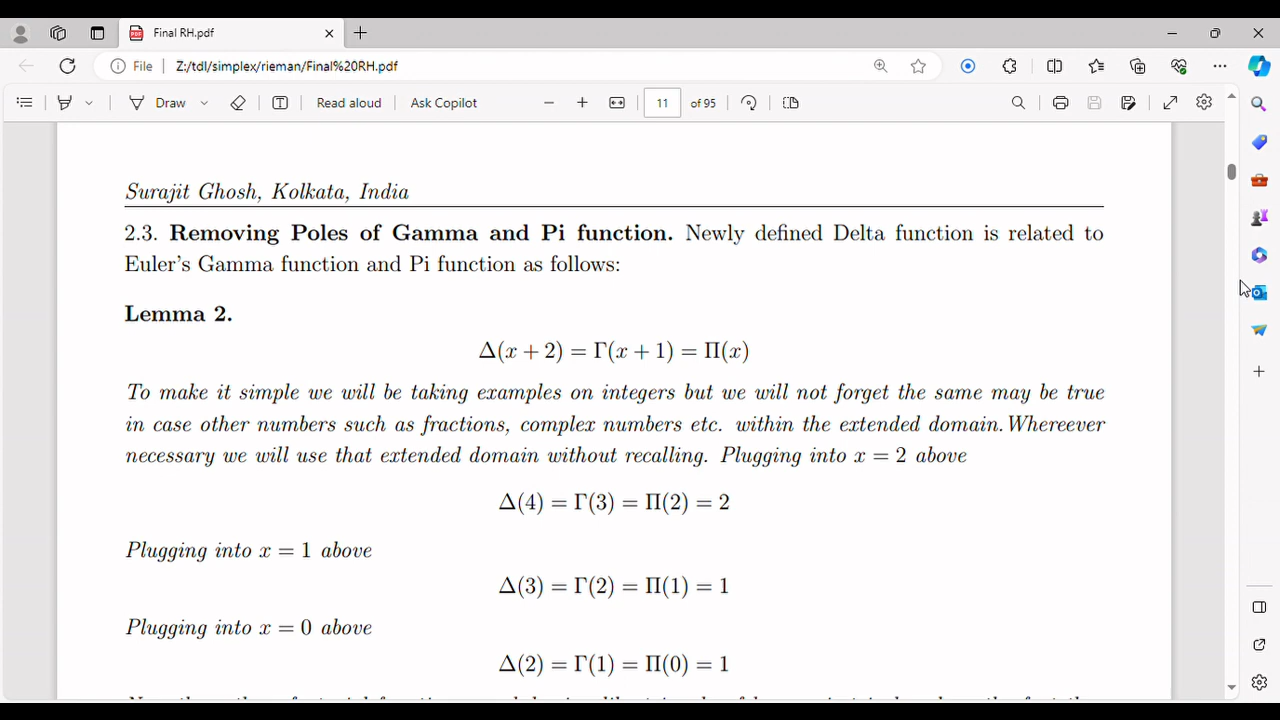 Final RH.pdf
File
Z:/tdl/simplex/rieman/Final%20RH.pdf
Draw
Read aloud
Ask Copilot
11 of 95
Surajit Ghosh, Kolkata, India
2.3. Removing Poles of Gamma and Pi function. Newly defined Delta function is related to
Euler's Gamma function and Pi function as follows:
Lemma 2.
Δ(x + 2) = Γ(x + 1) = Π(x)
To make it simple we will be taking examples on integers but we will not forget the same may be true
in case other numbers such as fractions, complex numbers etc. within the extended domain.Whereever
necessary we will use that extended domain without recalling. Plugging into x = 2 above
Δ(4) = Γ(3) = Π(2) = 2
Plugging into x = 1 above
Δ(3) = Γ(2) = Π(1) = 1
Plugging into x = 0 above
Δ(2) = Γ(1) = Π(0) = 1